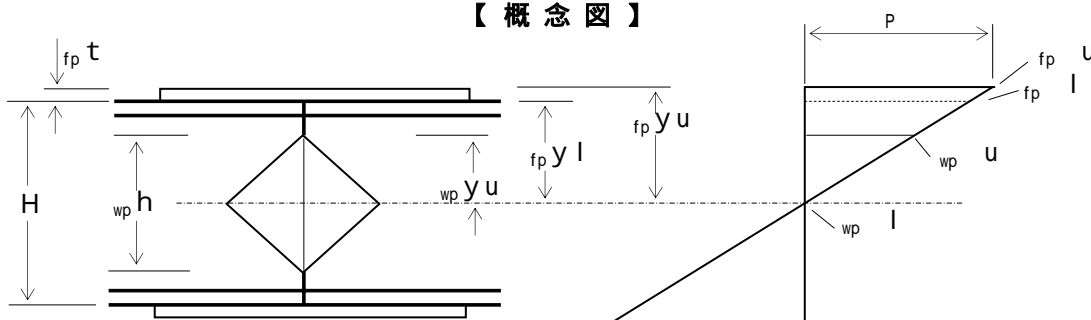 【 概 念 図 】
P
fp t
fp u
fp l
fp y u
fp y l
wp u
wp y u
H
wp h
wp l